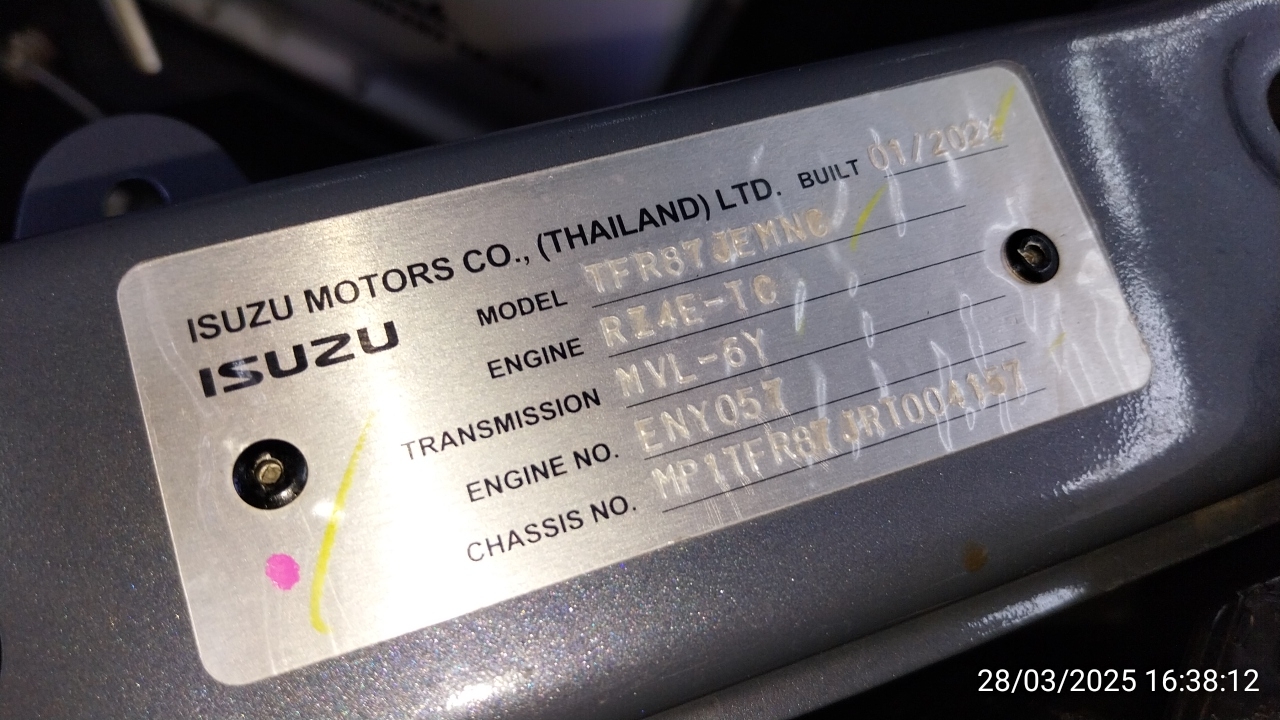 ISUZU MOTORS CO., (THAILAND) LTD. BUILT 01/2024
ISUZU
MODEL TFR87JEMNC
ENGINE RZ4E-TC
TRANSMISSION MVL-6Y
ENGINE NO. ENY057
CHASSIS NO.
28/03/2025 16:38:12